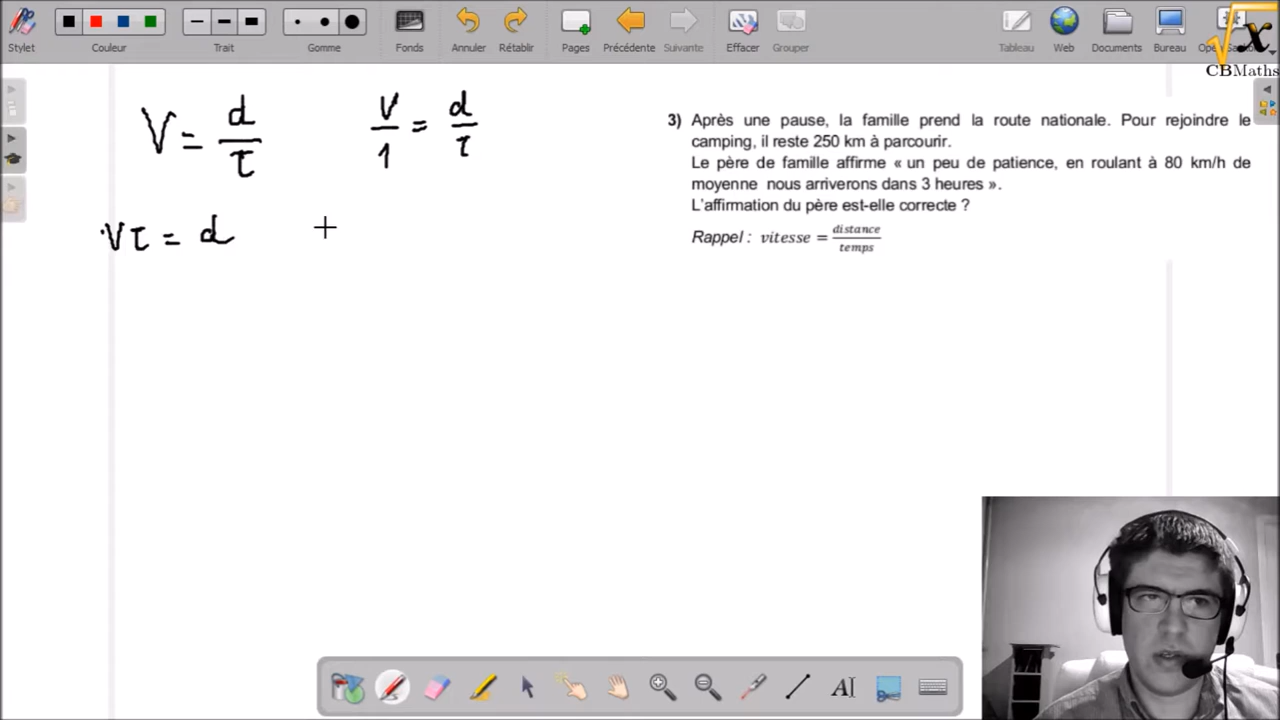 Stylet Couleur Trait Gomme Fonds Annuler Rétablir Pages Précédente Suivante Effacer Grouper Tableau Web Documents Bureau
√x
CBMaths
V = d/τ
V/1 = d/τ
Vτ = d
3) Après une pause, la famille prend la route nationale. Pour rejoindre le
camping, il reste 250 km à parcourir.
Le père de famille affirme « un peu de patience, en roulant à 80 km/h de
moyenne nous arriverons dans 3 heures ».
L'affirmation du père est-elle correcte ?
Rappel : vitesse = distance/temps
AI